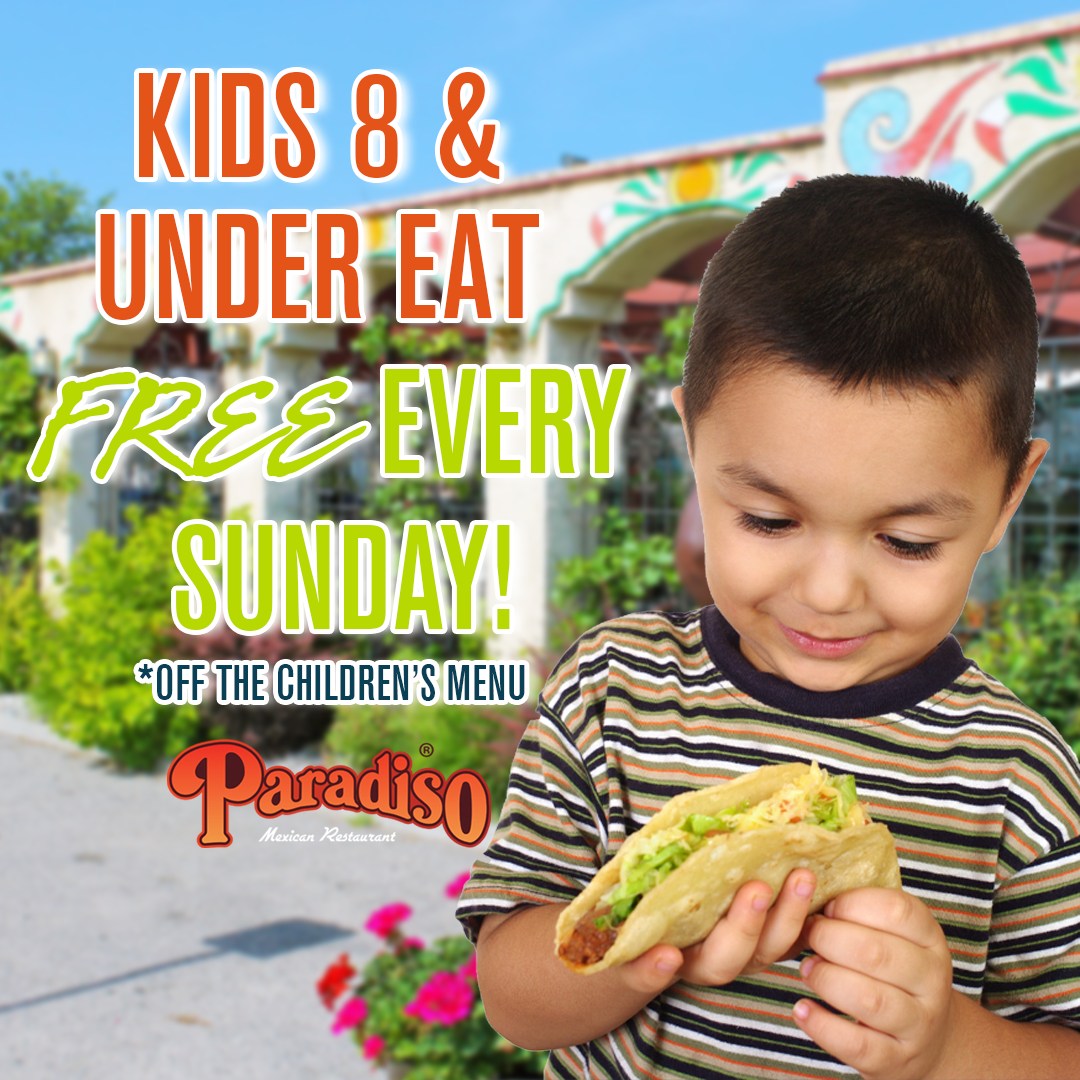 KIDS 8 &
UNDER EAT
FREE EVERY
SUNDAY!
*OFF THE CHILDREN'S MENU
Paradiso®
Mexican Restaurant